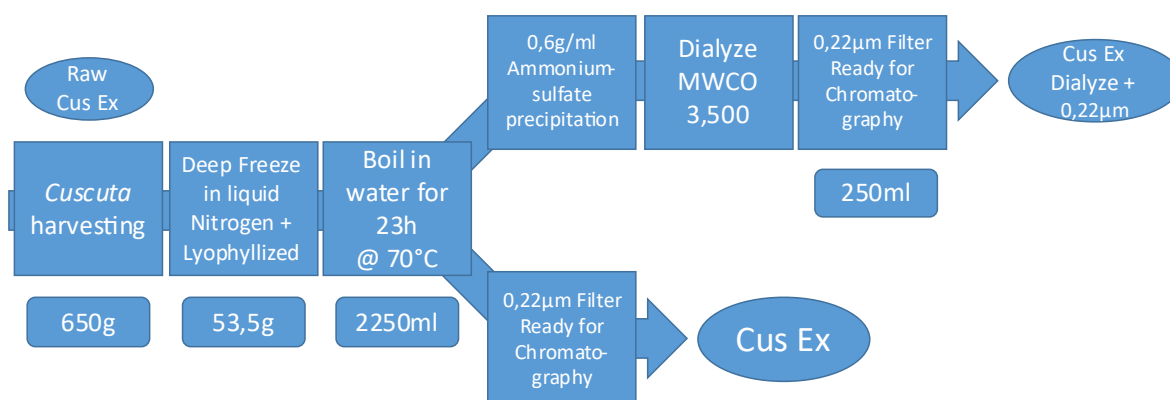 Raw
Cus Ex
Cuscuta
harvesting
Deep Freeze
in liquid
Nitrogen +
Lyophyllized
Boil in
water for
23h
@ 70°C
650g
53,5g
2250ml
0,6g/ml
Ammonium-
sulfate
precipitation
Dialyze
MWCO
3,500
0,22µm Filter
Ready for
Chromato-
graphy
250ml
Cus Ex
Dialyze +
0,22µm
0,22µm Filter
Ready for
Chromato-
graphy
Cus Ex